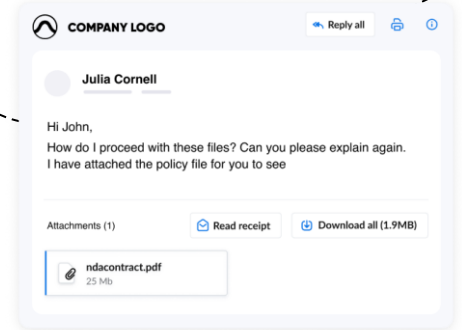 COMPANY LOGO
Reply all
Julia Cornell
Hi John,
How do I proceed with these files? Can you please explain again.
I have attached the policy file for you to see
Attachments (1)
Read receipt
Download all (1.9MB)
ndacontract.pdf
25 Mb